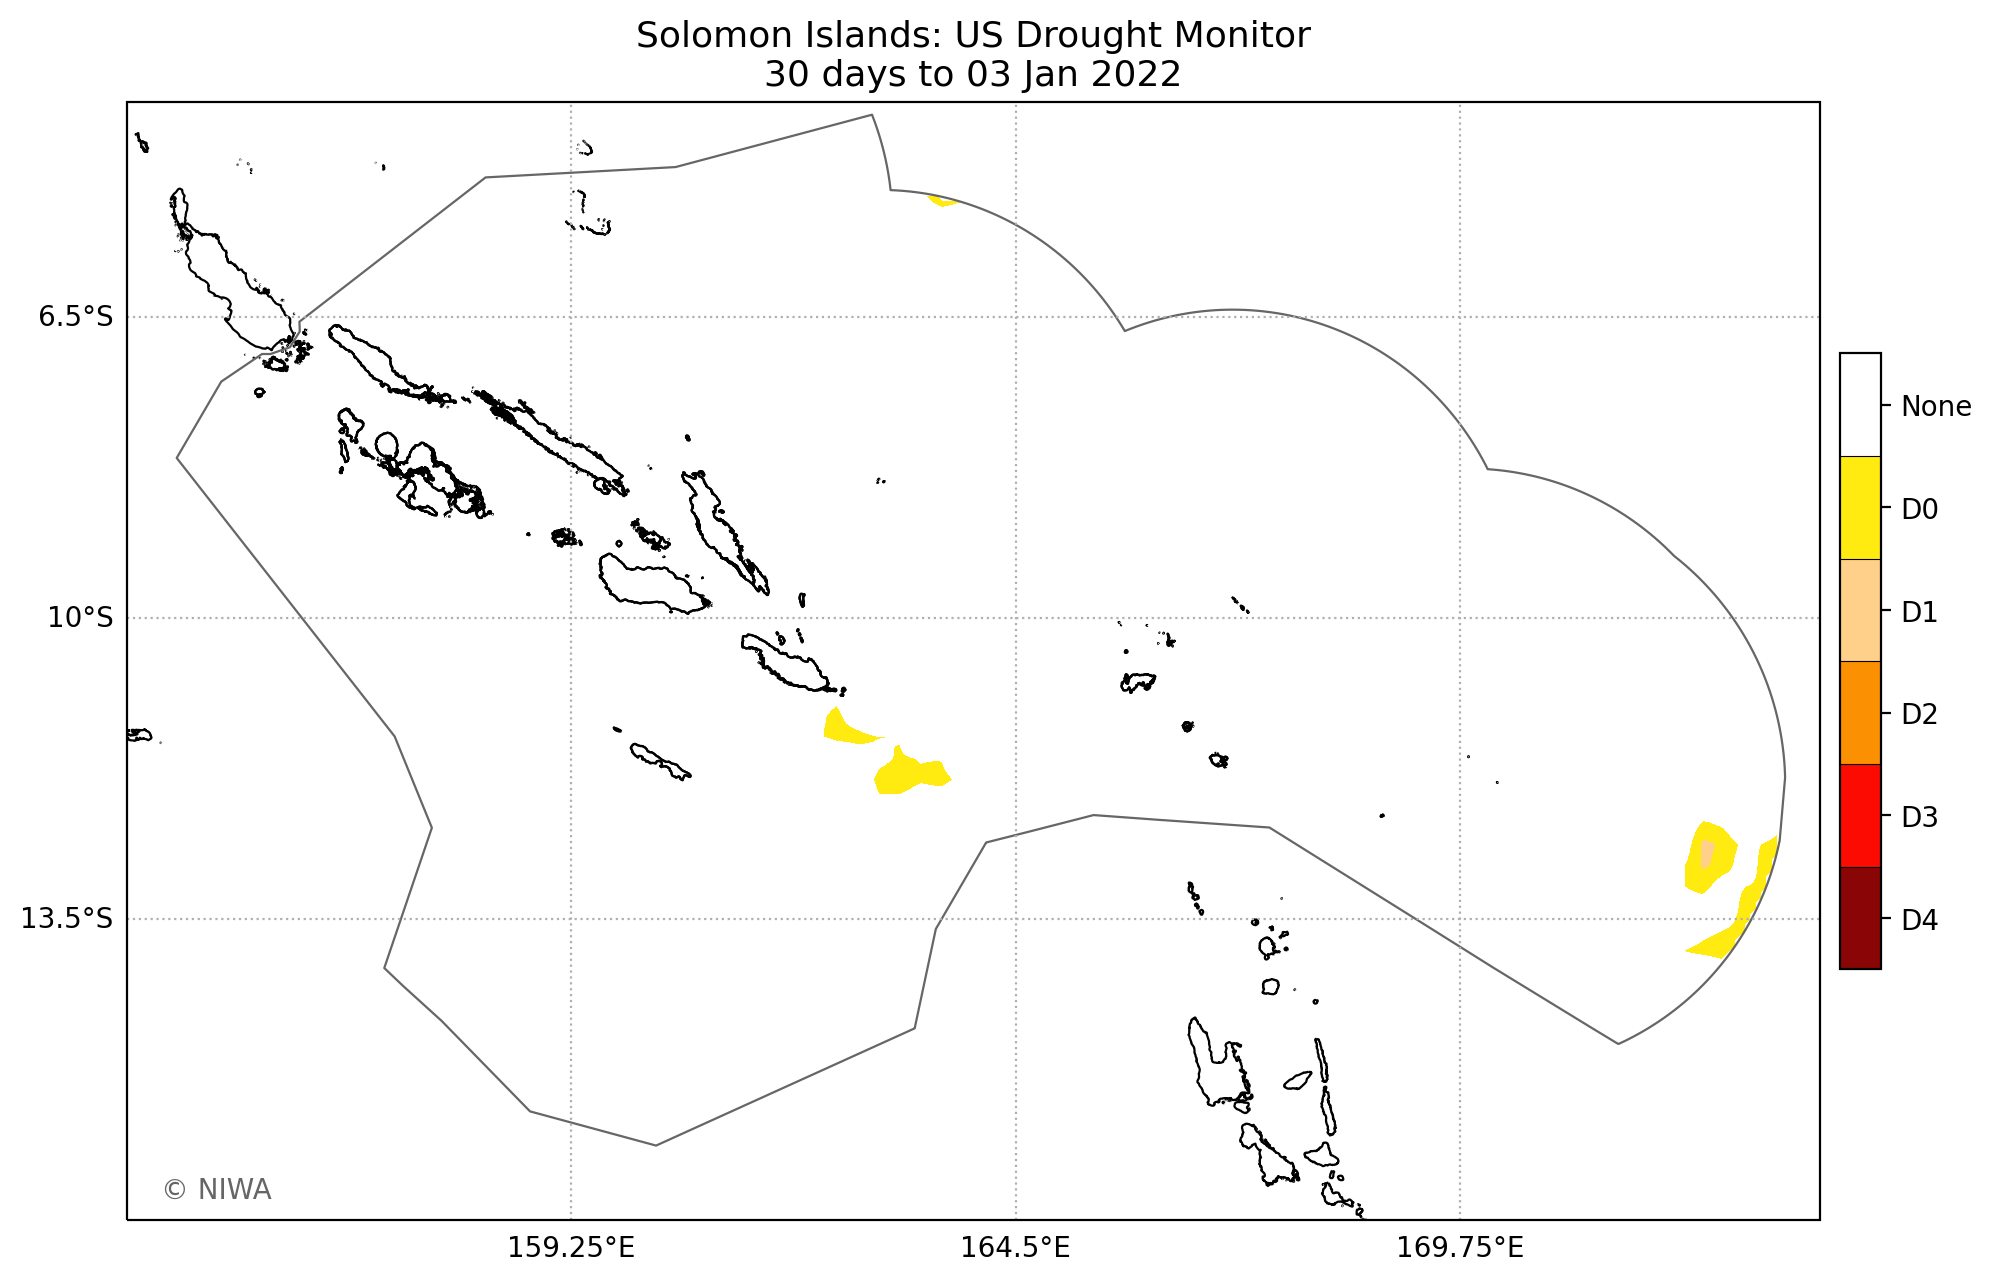 Solomon Islands: US Drought Monitor
30 days to 03 Jan 2022
6.5°S
10°S
13.5°S
159.25°E
164.5°E
169.75°E
None
D0
D1
D2
D3
D4
© NIWA